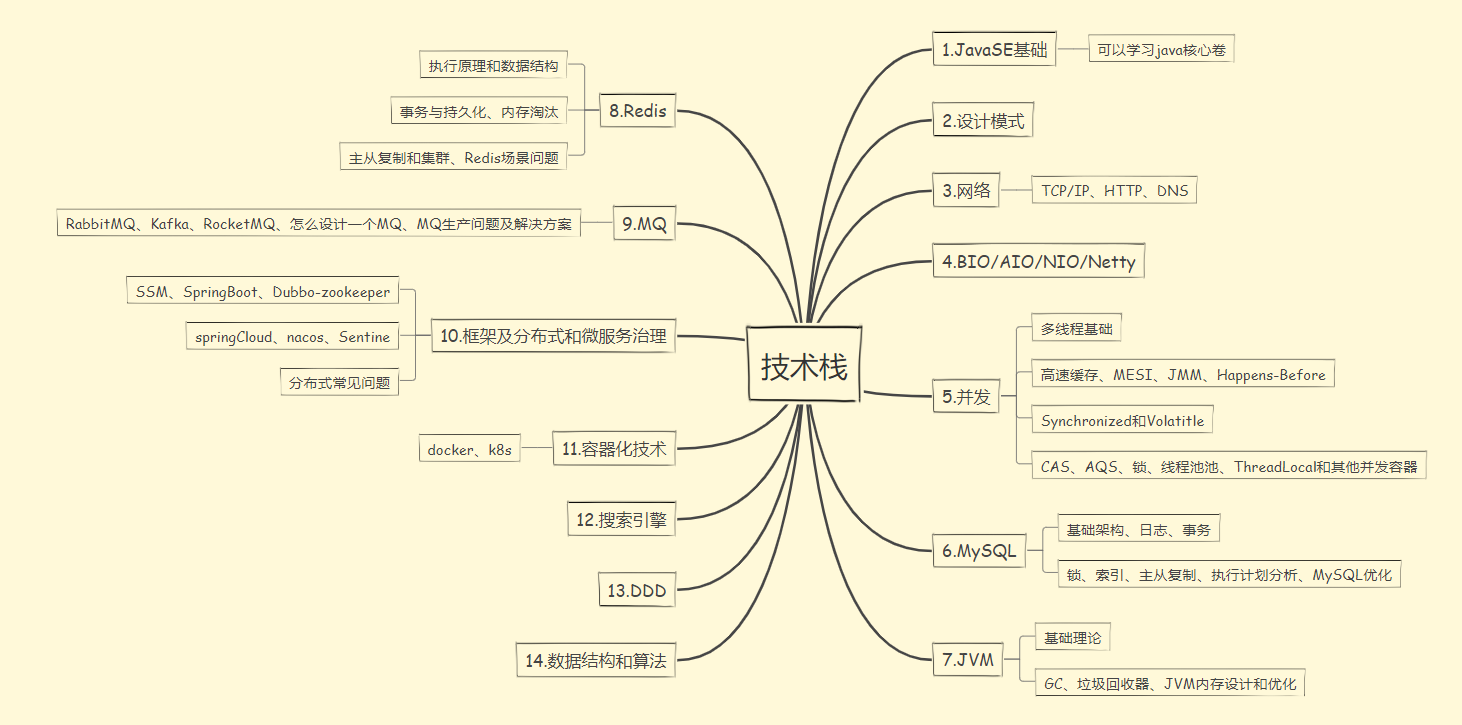 技术栈
1.JavaSE基础
可以学习java核心卷
2.设计模式
3.网络
TCP/IP、HTTP、DNS
4.BIO/AIO/NIO/Netty
5.并发
多线程基础
高速缓存、MESI、JMM、Happens-Before
Synchronized和Volatitle
CAS、AQS、锁、线程池池、ThreadLocal和其他并发容器
6.MySQL
基础架构、日志、事务
锁、索引、主从复制、执行计划分析、MySQL优化
7.JVM
基础理论
GC、垃圾回收器、JVM内存设计和优化
8.Redis
执行原理和数据结构
事务与持久化、内存淘汰
主从复制和集群、Redis场景问题
9.MQ
RabbitMQ、Kafka、RocketMQ、怎么设计一个MQ、MQ生产问题及解决方案
10.框架及分布式和微服务治理
SSM、SpringBoot、Dubbo-zookeeper
springCloud、nacos、Sentine
分布式常见问题
11.容器化技术
docker、k8s
12.搜索引擎
13.DDD
14.数据结构和算法